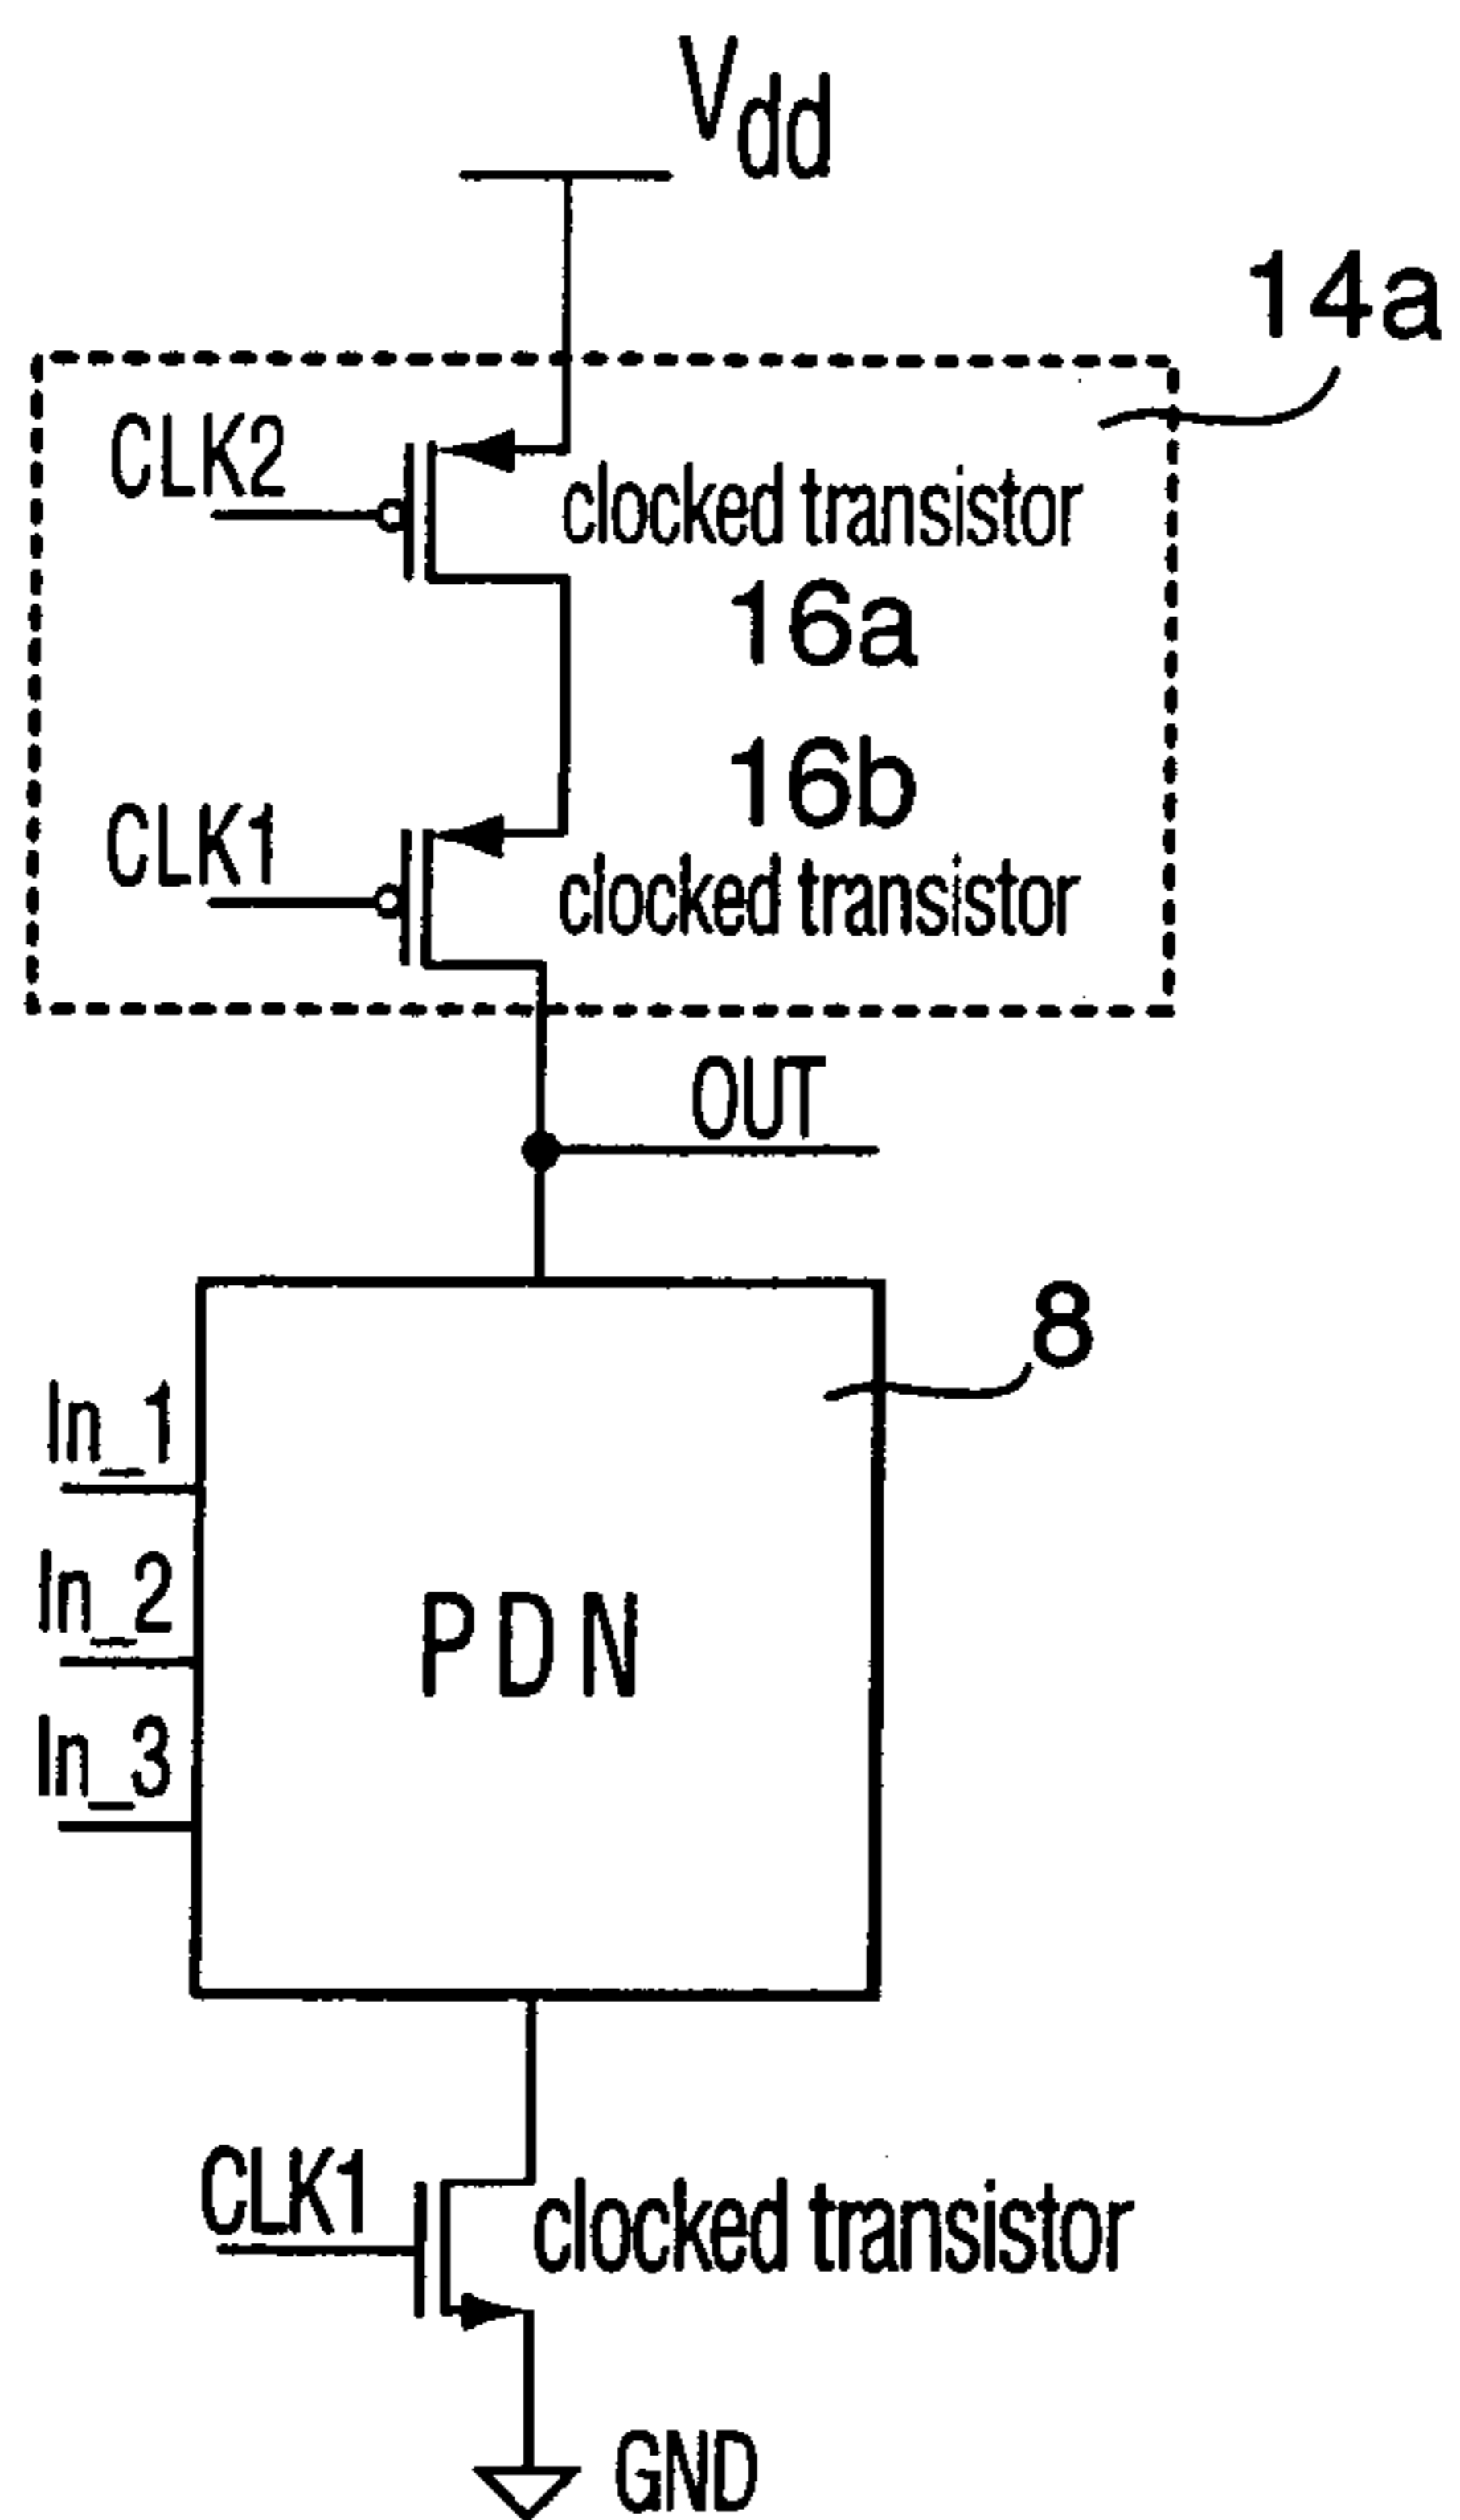 Vdd
14a
CLK2
clocked transistor
16a
16b
CLK1
clocked transistor
OUT
8
In_1
In_2
PDN
In_3
CLK1
clocked transistor
GND